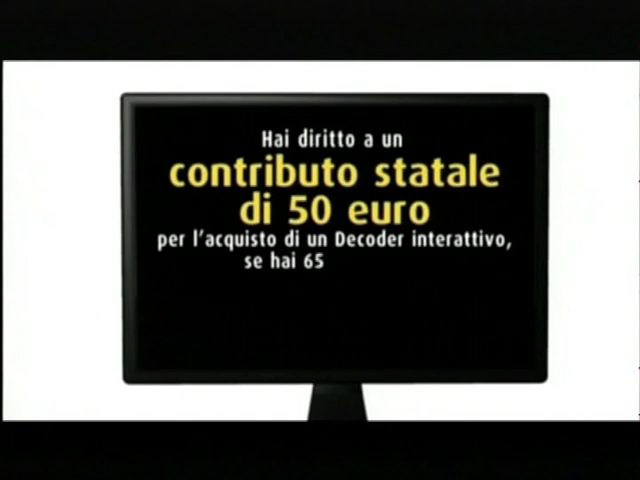 Hai diritto a un
contributo statale
di 50 euro
per l'acquisto di un Decoder interattivo,
se hai 65